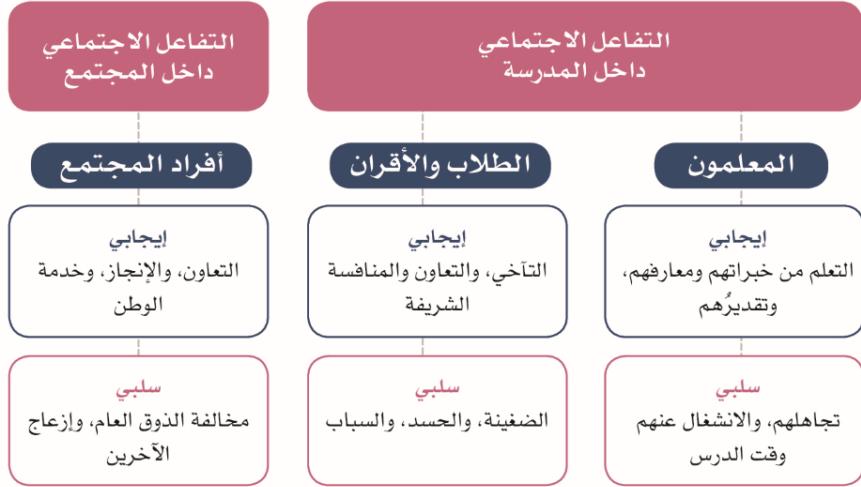 التفاعل الاجتماعي
داخل المدرسة
المعلمون
إيجابي
التعلم من خبراتهم ومعارفهم،
وتقديرُهم
سلبي
تجاهلهم، والانشغال عنهم
وقت الدرس
الطلاب والأقران
إيجابي
التآخي، والتعاون والمنافسة
الشريفة
سلبي
الضغينة، والحسد، والسباب
التفاعل الاجتماعي
داخل المجتمع
أفراد المجتمع
إيجابي
التعاون، والإنجاز، وخدمة
الوطن
سلبي
مخالفة الذوق العام، وإزعاج
الآخرين